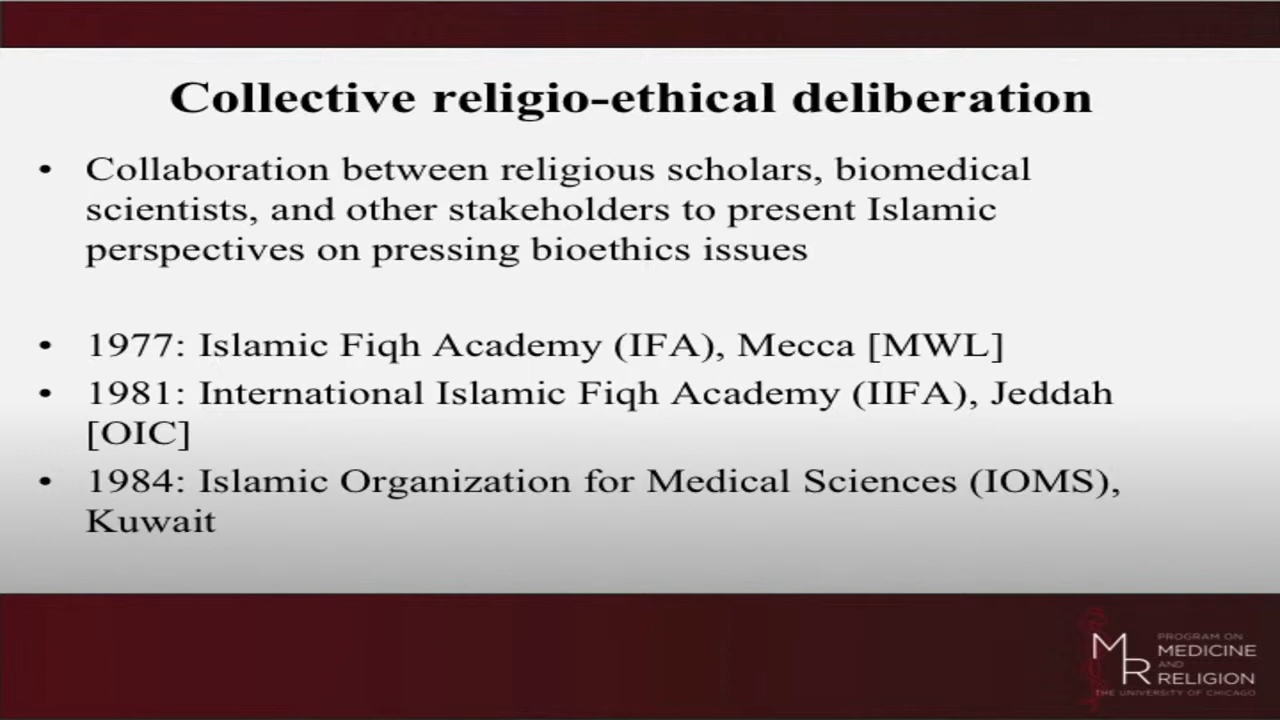 Collective religio-ethical deliberation
• Collaboration between religious scholars, biomedical
scientists, and other stakeholders to present Islamic
perspectives on pressing bioethics issues
• 1977: Islamic Fiqh Academy (IFA), Mecca [MWL]
• 1981: International Islamic Fiqh Academy (IIFA), Jeddah
[OIC]
• 1984: Islamic Organization for Medical Sciences (IOMS),
Kuwait
MR
PROGRAM ON
MEDICINE
AND
RELIGION
THE UNIVERSITY OF CHICAGO